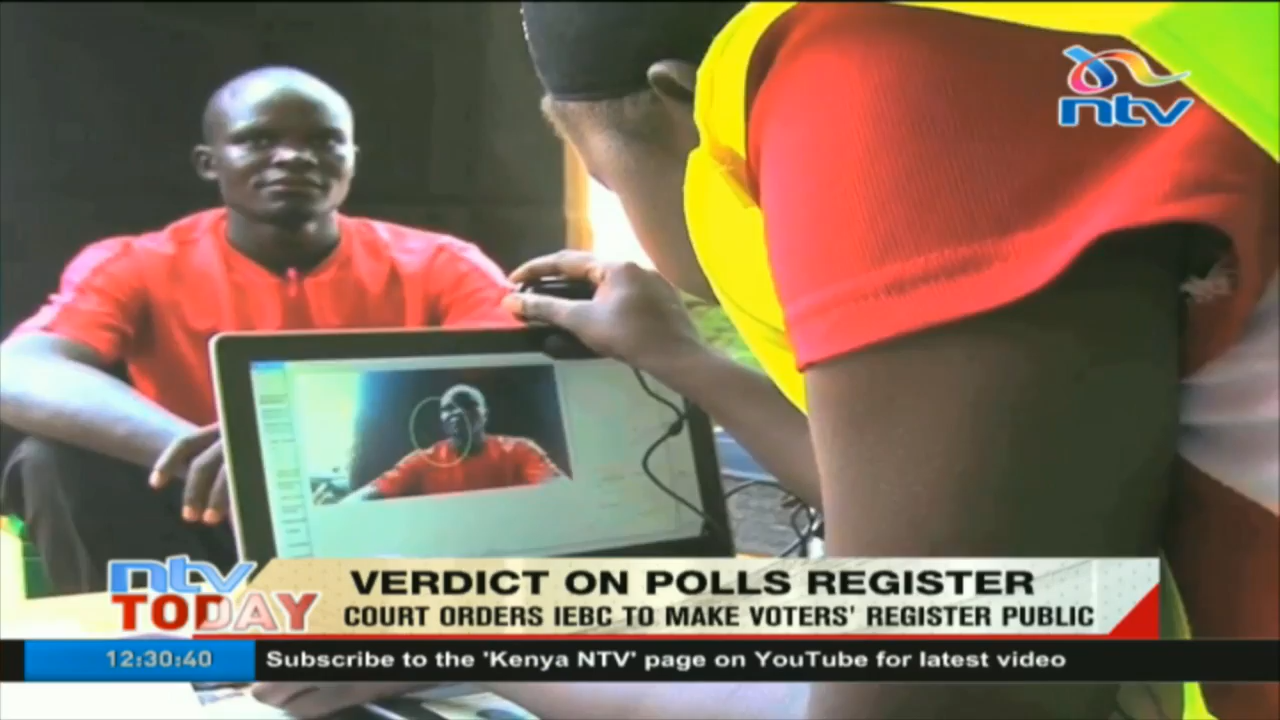 ntv
VERDICT ON POLLS REGISTER
COURT ORDERS IEBC TO MAKE VOTERS' REGISTER PUBLIC
ntv
TODAY
12:30:40
Subscribe to the 'Kenya NTV' page on YouTube for latest video